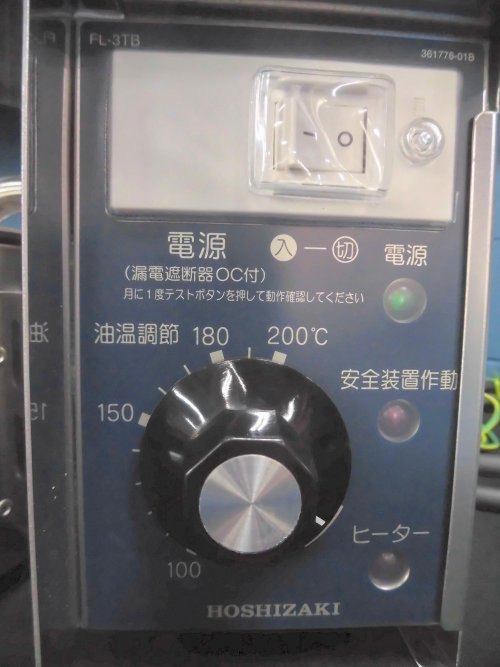 FL-3TB
361776-01B
— O
電源 入—切 電源
(漏電遮断器OC付)
月に1度テストボタンを押して動作確認してください
油温調節 180 200℃
安全装置作動
150
ヒーター
100
HOSHIZAKI